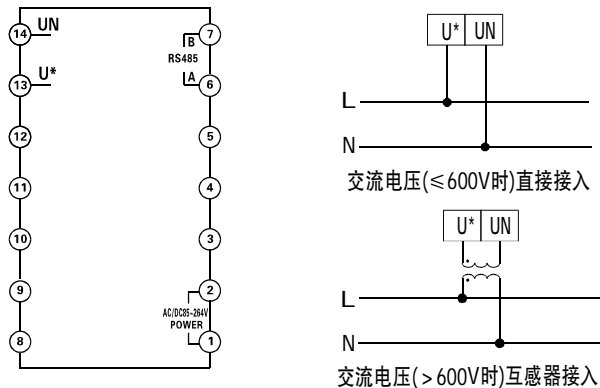 14 UN
B 7
RS485
13 U*
A 6
12
5
11
4
10
3
9
2
AC/DC85-264V
POWER
8
1
U* UN
L
N
交流电压(≤600V时)直接接入
U* UN
L
N
交流电压(>600V时)互感器接入